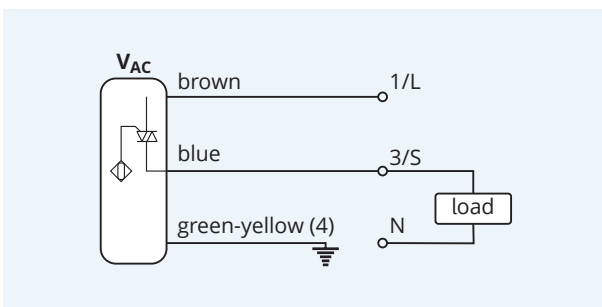 VAC
brown 1/L
blue 3/S
load
green-yellow (4) N